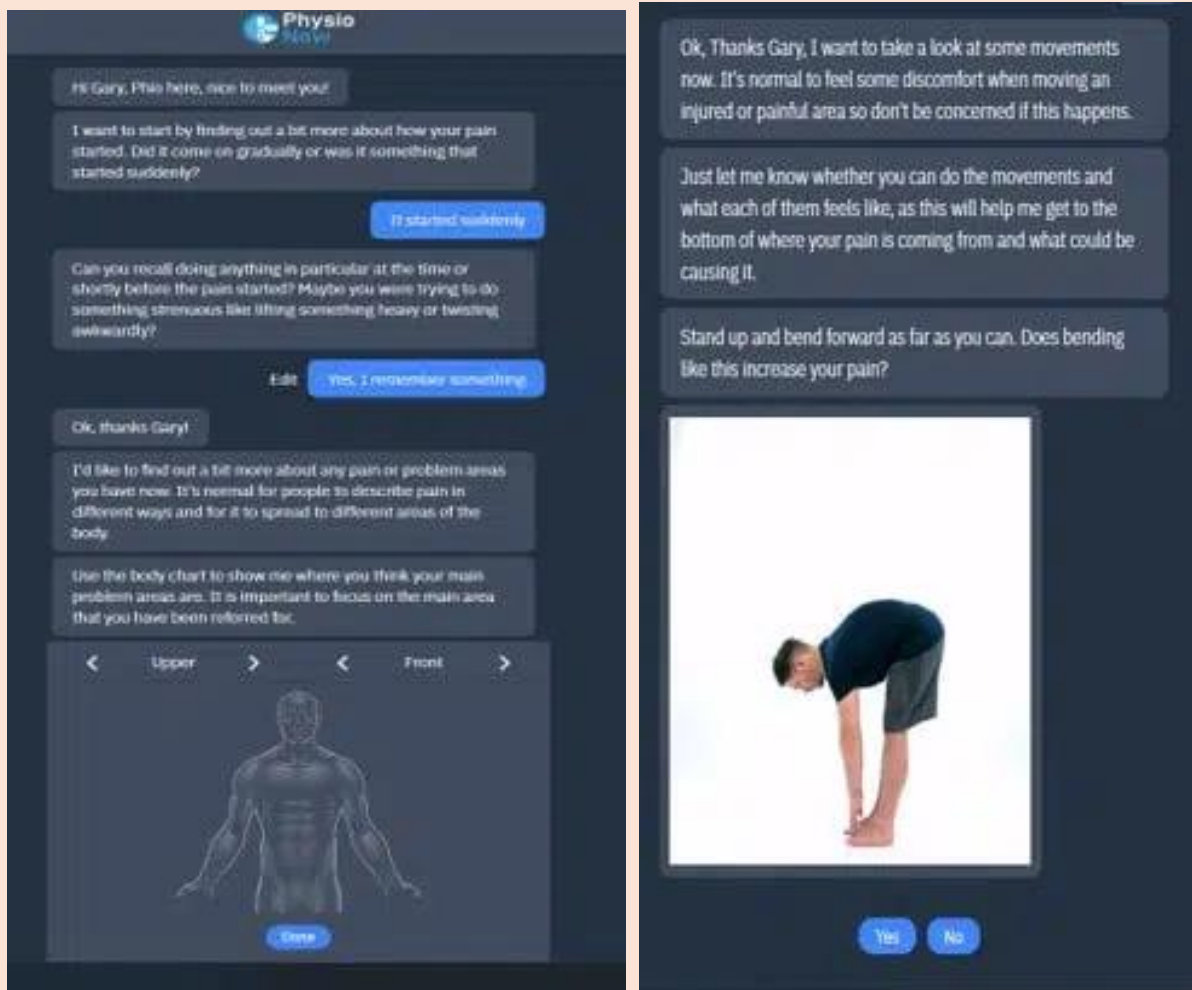 Physio
Now
Hi Gary, Phio here, nice to meet you!
I want to start by finding out a bit more about how your pain
started. Did it come on gradually or was it something that
started suddenly?
It started suddenly
Can you recall doing anything in particular at the time or
shortly before the pain started? Maybe you were trying to do
something strenuous like lifting something heavy or twisting
awkwardly?
Edit
Yes, I remember something
Ok, thanks Gary!
I'd like to find out a bit more about any pain or problem areas
you have now. It's normal for people to describe pain in
different ways and for it to spread to different areas of the
body.
Use the body chart to show me where you think your main
problem areas are. It is important to focus on the main area
that you have been referred for.
Upper
Front
Done
Ok, Thanks Gary, I want to take a look at some movements
now. It's normal to feel some discomfort when moving an
injured or painful area so don't be concerned if this happens.
Just let me know whether you can do the movements and
what each of them feels like, as this will help me get to the
bottom of where your pain is coming from and what could be
causing it.
Stand up and bend forward as far as you can. Does bending
like this increase your pain?
Yes
No